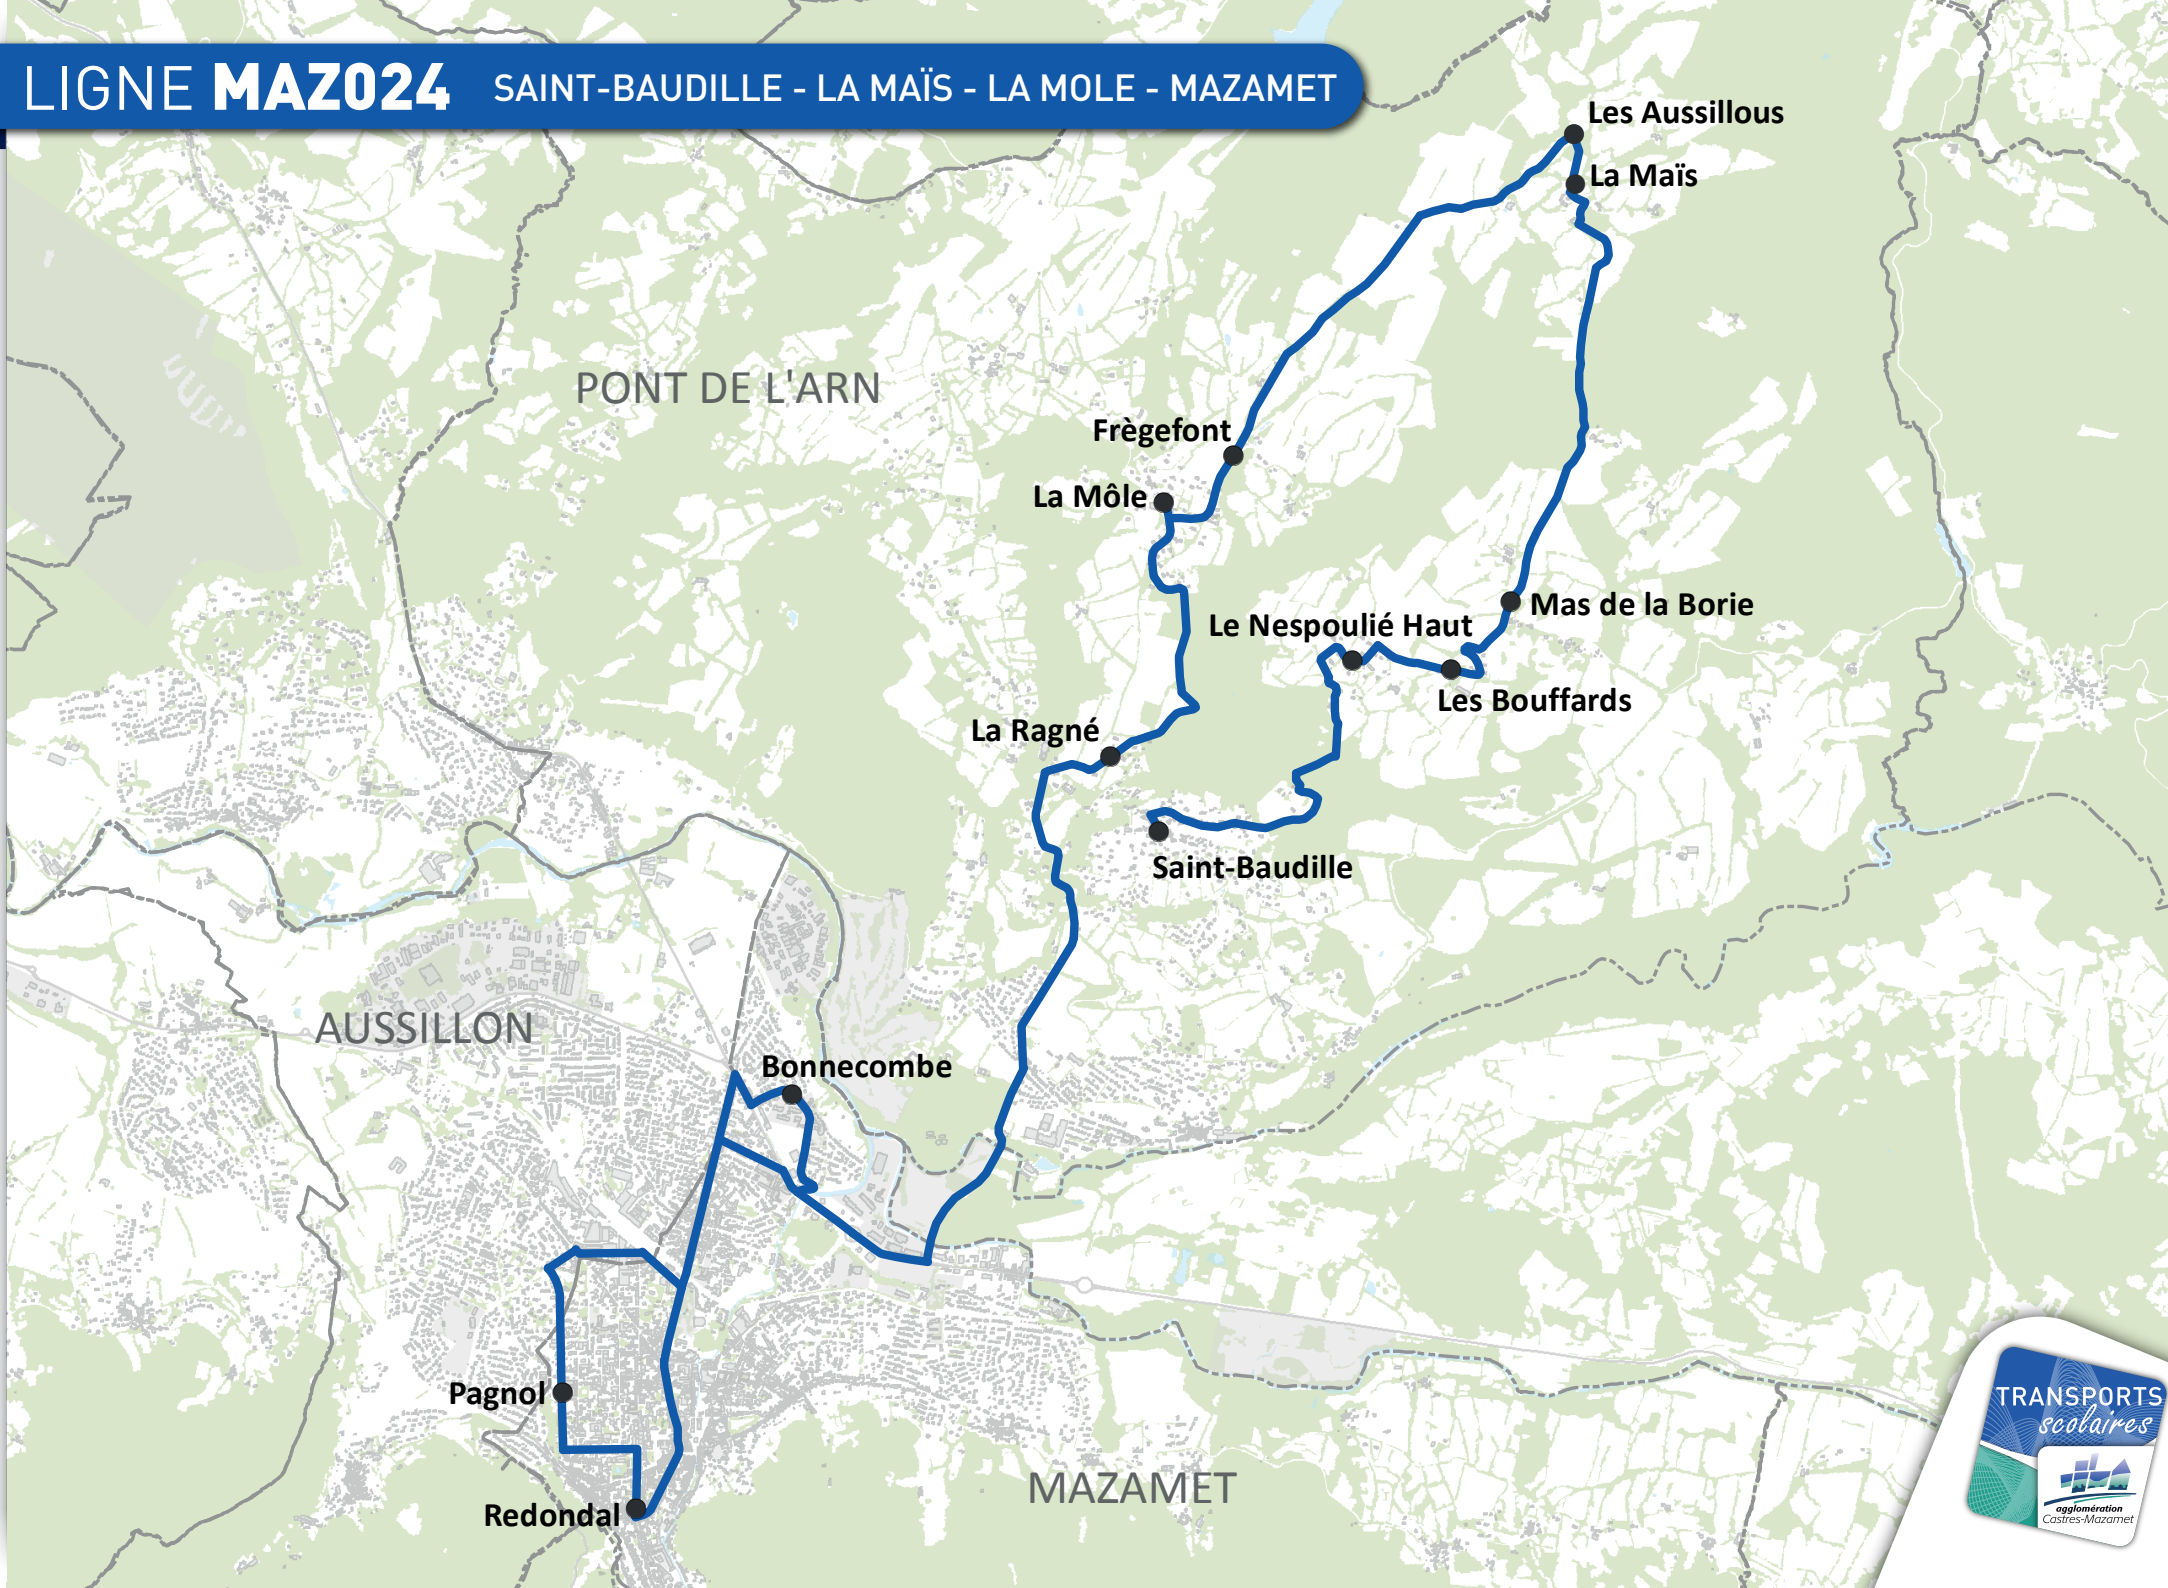 LIGNE MAZ024 SAINT-BAUDILLE - LA MAÏS - LA MOLE - MAZAMET
Les Aussillous
La Maïs
PONT DE L'ARN
Frègefont
La Môle
Mas de la Borie
Le Nespoulié Haut
Les Bouffards
La Ragné
Saint-Baudille
AUSSILLON
Bonnecombe
Pagnol
MAZAMET
Redondal
TRANSPORTS
scolaires
agglomération
Castres-Mazamet